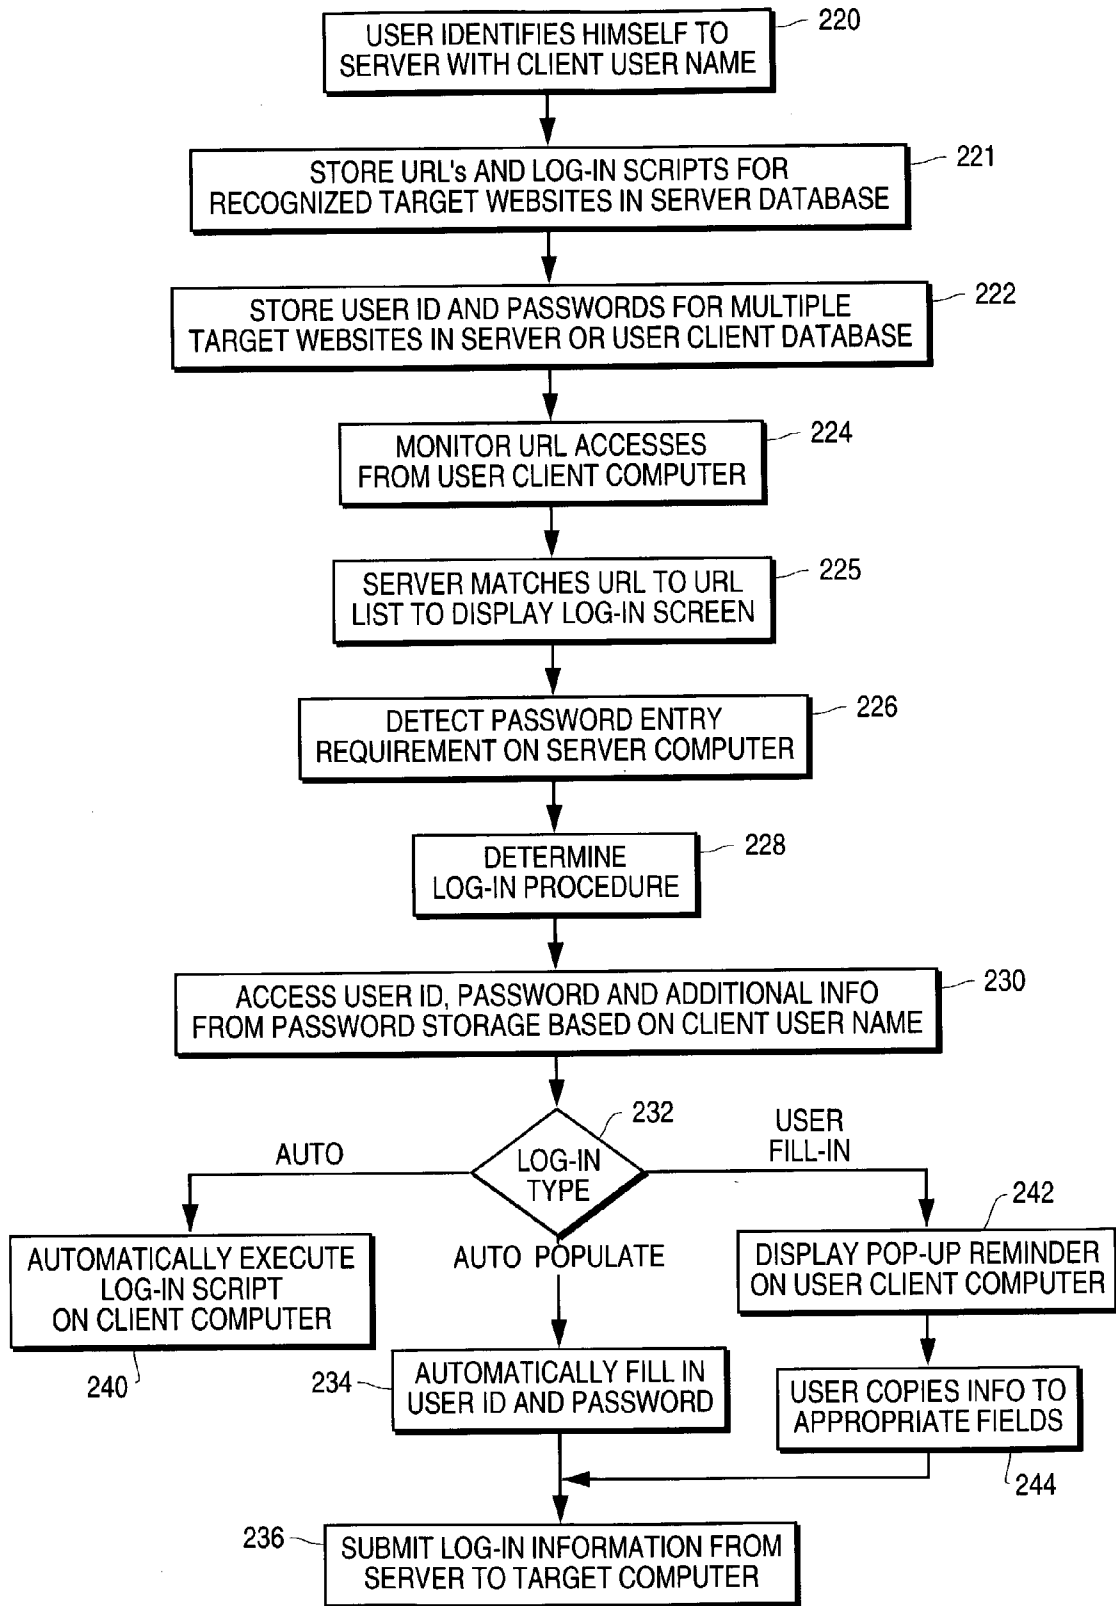 220
USER IDENTIFIES HIMSELF TO
SERVER WITH CLIENT USER NAME
221
STORE URL's AND LOG-IN SCRIPTS FOR
RECOGNIZED TARGET WEBSITES IN SERVER DATABASE
222
STORE USER ID AND PASSWORDS FOR MULTIPLE
TARGET WEBSITES IN SERVER OR USER CLIENT DATABASE
224
MONITOR URL ACCESSES
FROM USER CLIENT COMPUTER
225
SERVER MATCHES URL TO URL
LIST TO DISPLAY LOG-IN SCREEN
226
DETECT PASSWORD ENTRY
REQUIREMENT ON SERVER COMPUTER
228
DETERMINE
LOG-IN PROCEDURE
230
ACCESS USER ID, PASSWORD AND ADDITIONAL INFO
FROM PASSWORD STORAGE BASED ON CLIENT USER NAME
232
LOG-IN
TYPE
AUTO
USER
FILL-IN
AUTO POPULATE
AUTOMATICALLY EXECUTE
LOG-IN SCRIPT
ON CLIENT COMPUTER
240
242
DISPLAY POP-UP REMINDER
ON USER CLIENT COMPUTER
234
AUTOMATICALLY FILL IN
USER ID AND PASSWORD
USER COPIES INFO TO
APPROPRIATE FIELDS
244
236
SUBMIT LOG-IN INFORMATION FROM
SERVER TO TARGET COMPUTER